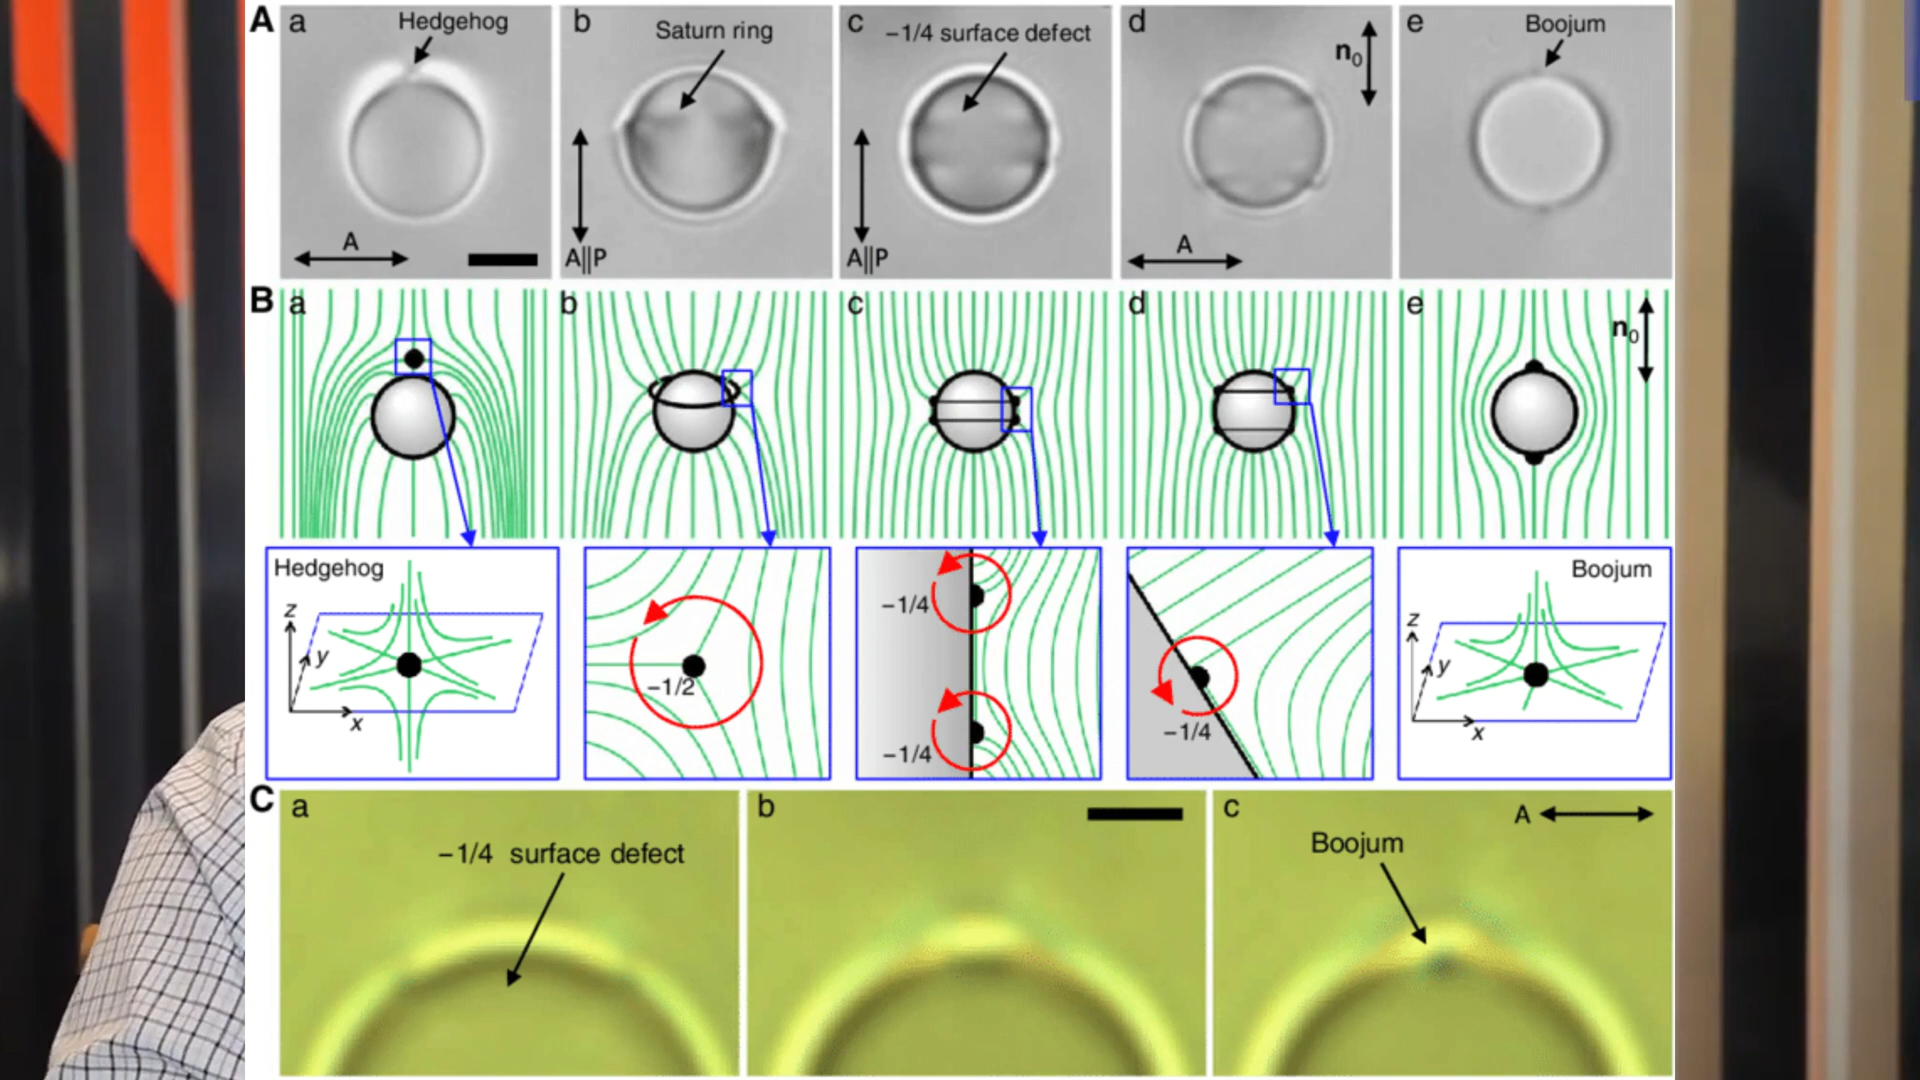 A
a
Hedgehog
A
b
Saturn ring
A||P
c
−1/4 surface defect
A||P
d
n0
A
e
Boojum
B
a
b
c
d
e
n0
Hedgehog
z
y
x
−1/2
−1/4
−1/4
−1/4
Boojum
z
y
x
C
a
−1/4 surface defect
b
c
A
Boojum